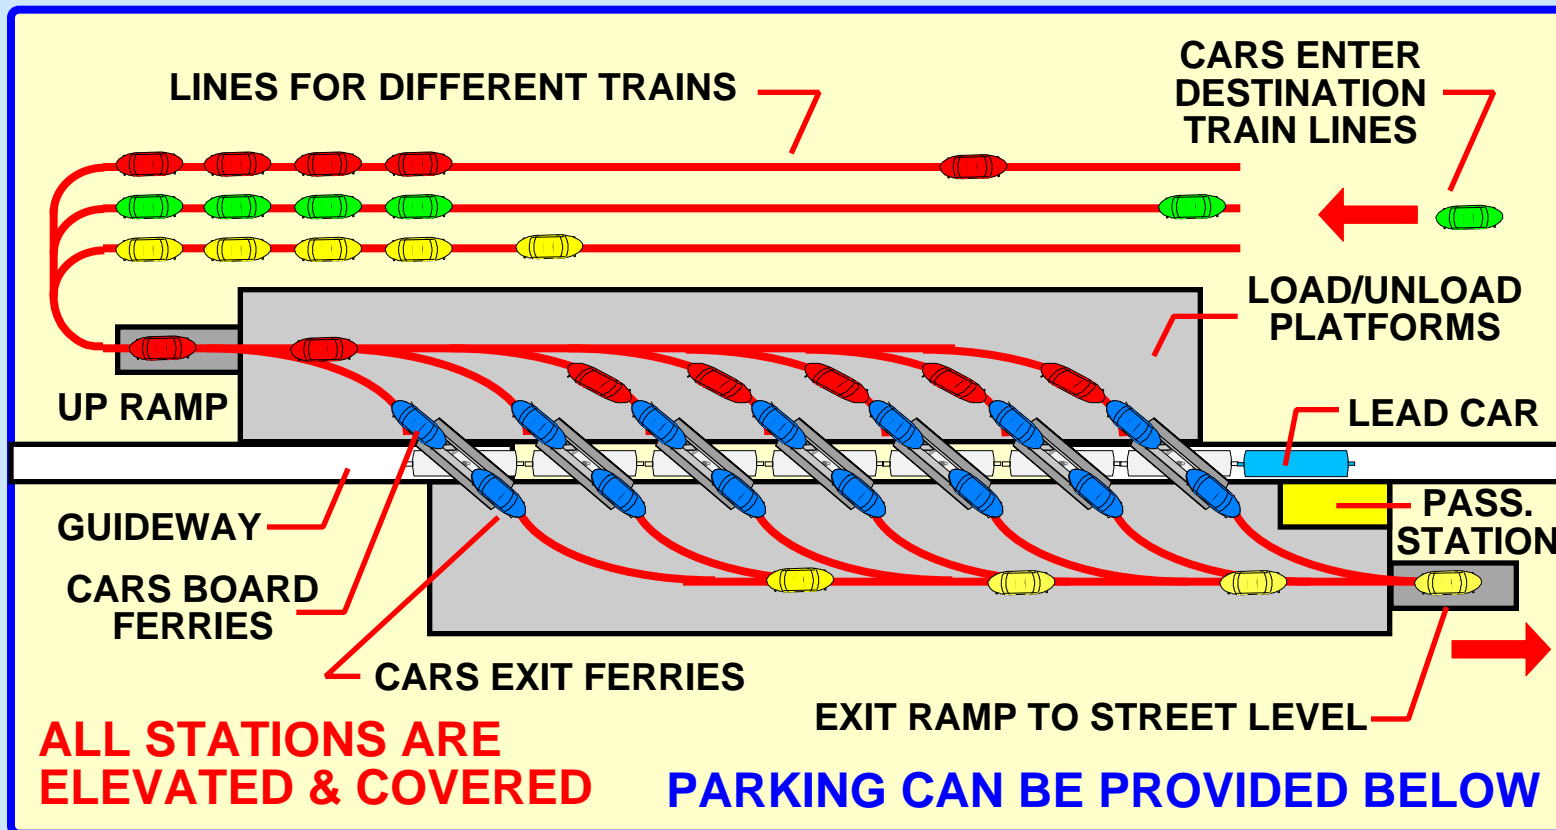 LINES FOR DIFFERENT TRAINS
CARS ENTER
DESTINATION
TRAIN LINES
LOAD/UNLOAD
PLATFORMS
UP RAMP
LEAD CAR
GUIDEWAY
PASS.
STATION
CARS BOARD
FERRIES
CARS EXIT FERRIES
EXIT RAMP TO STREET LEVEL
ALL STATIONS ARE
ELEVATED & COVERED
PARKING CAN BE PROVIDED BELOW